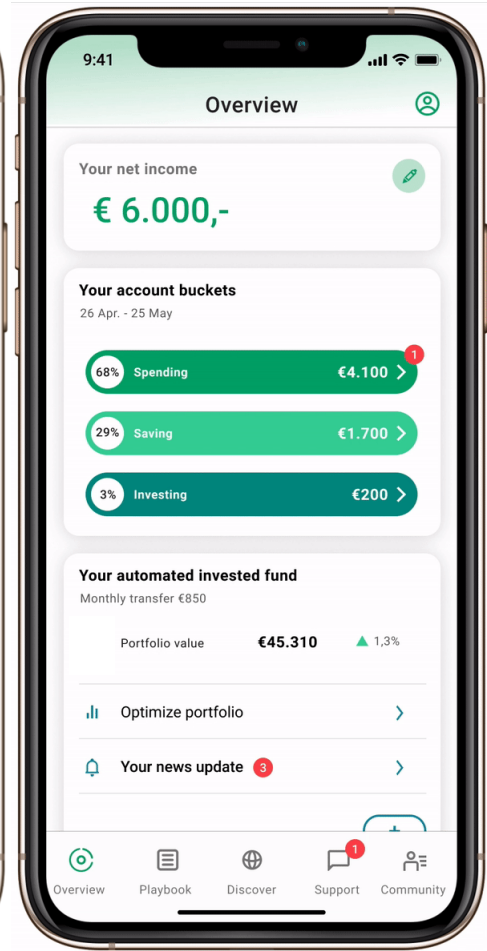 9:41
Overview
Your net income
€ 6.000,-
Your account buckets
26 Apr. - 25 May
1
68% Spending €4.100
29% Saving €1.700
3% Investing €200
Your automated invested fund
Monthly transfer €850
Portfolio value €45.310 1,3%
Optimize portfolio
Your news update 3
+
1
Overview Playbook Discover Support Community